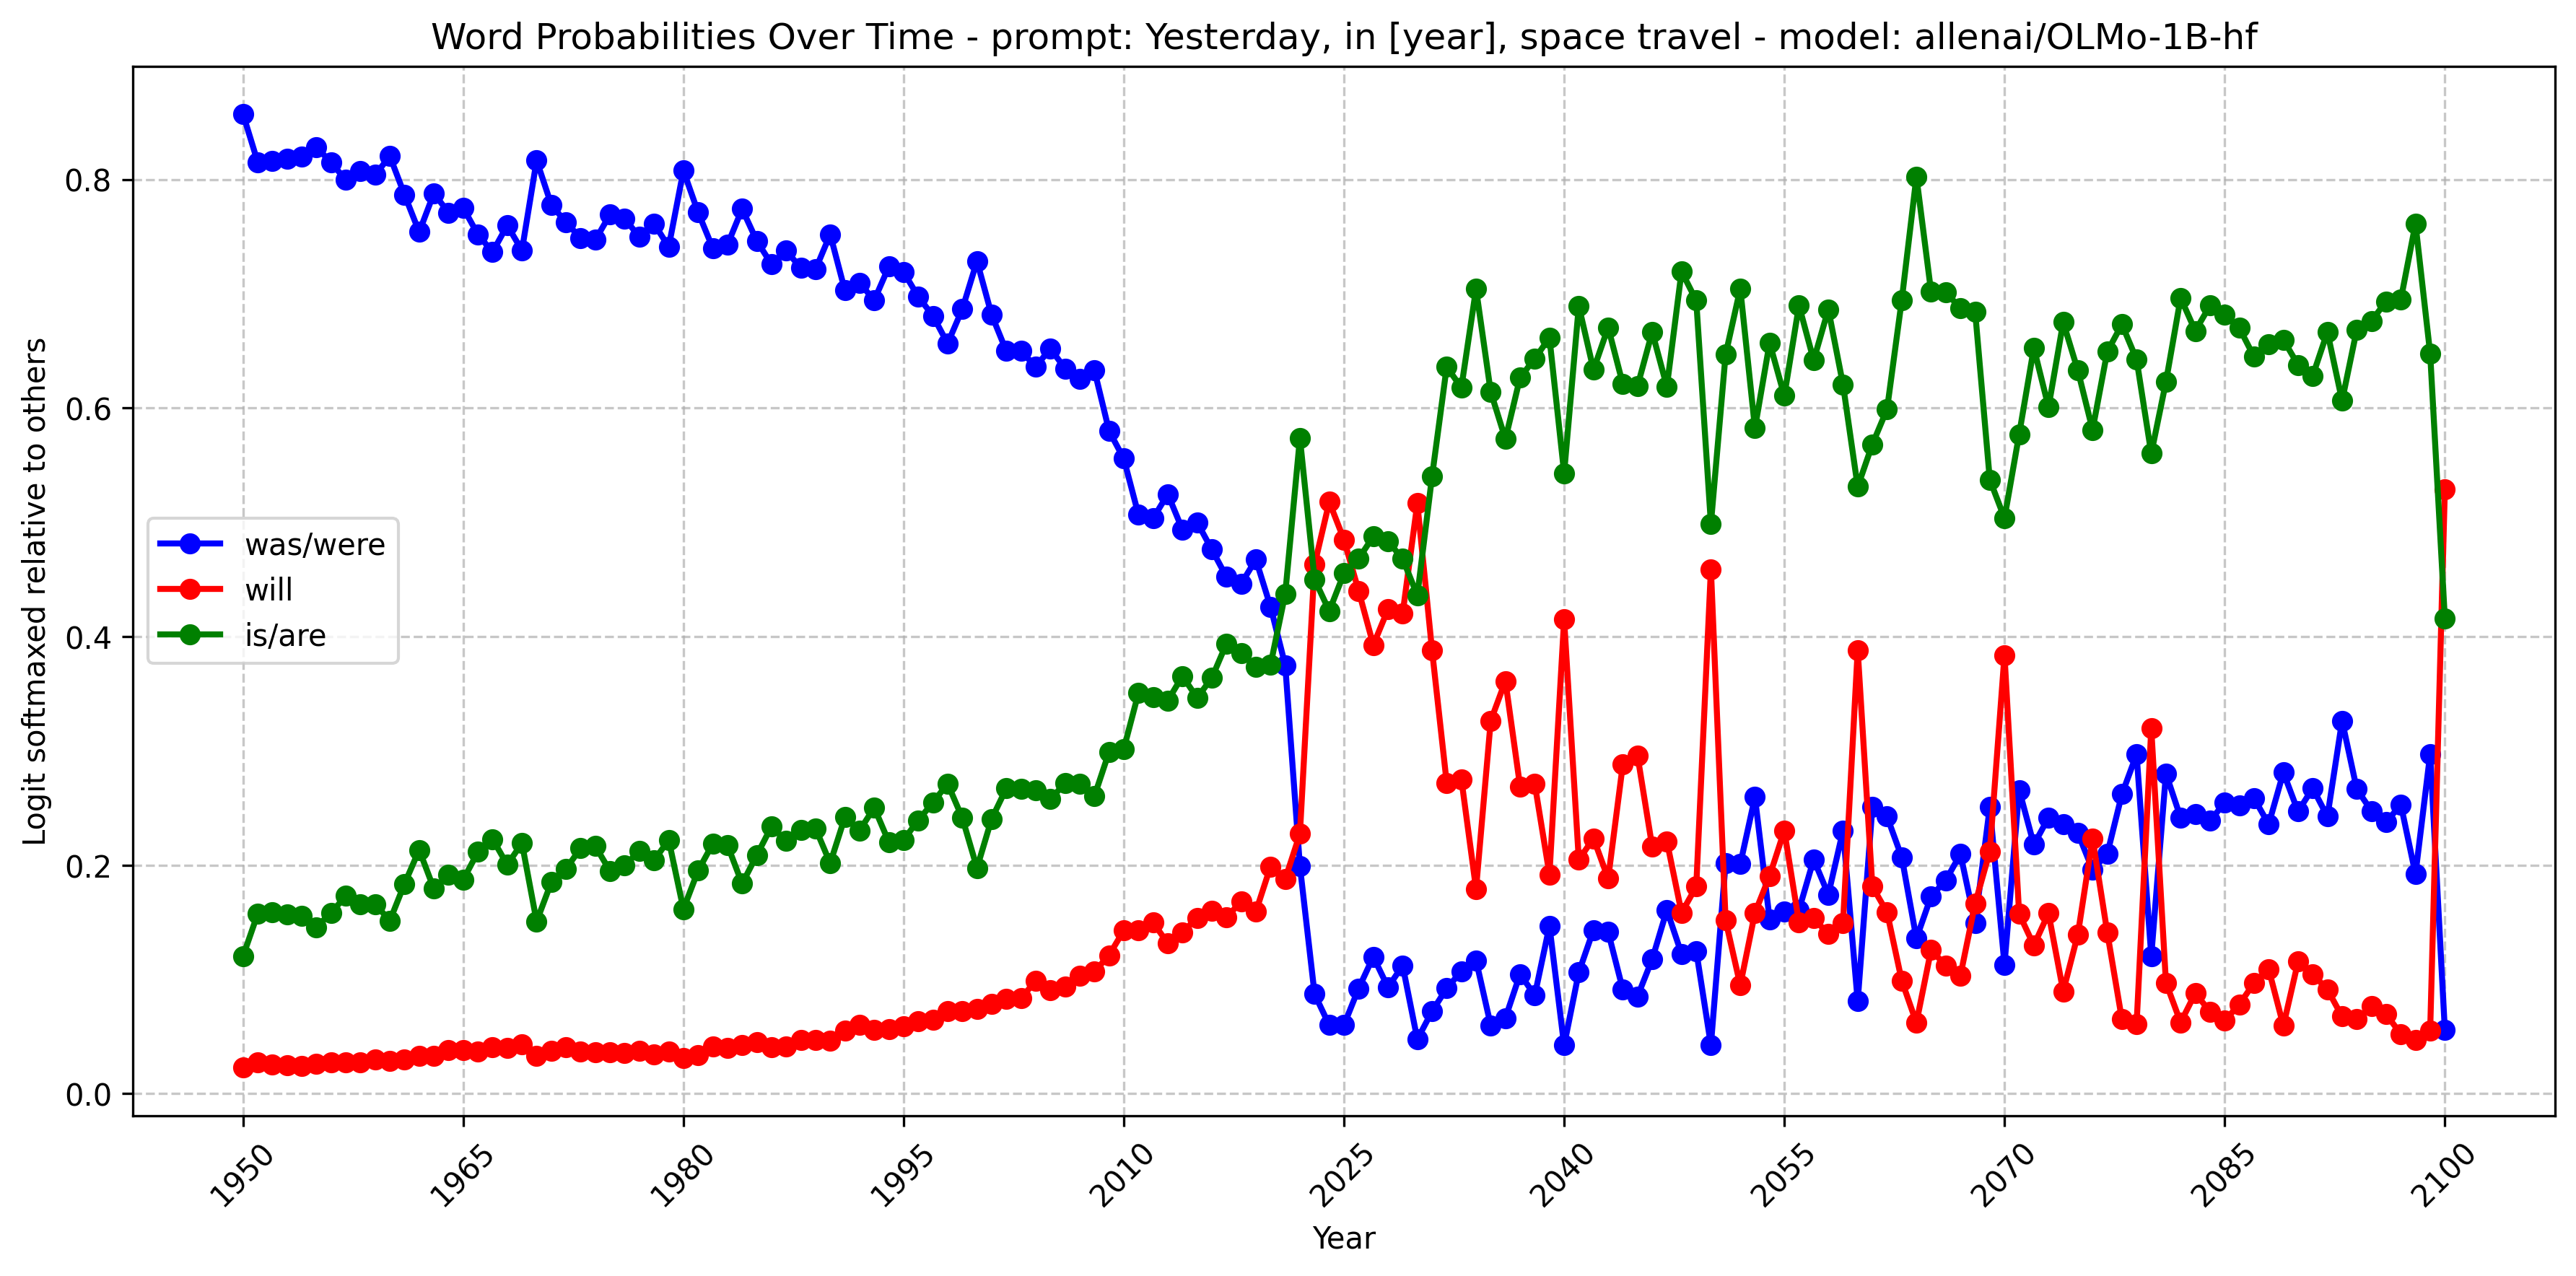 Word Probabilities Over Time - prompt: Yesterday, in [year], space travel - model: allenai/OLMo-1B-hf
Logit softmaxed relative to others
0.8
0.6
0.4
0.2
0.0
was/were
will
is/are
1950
1965
1980
1995
2010
2025
2040
2055
2070
2085
2100
Year